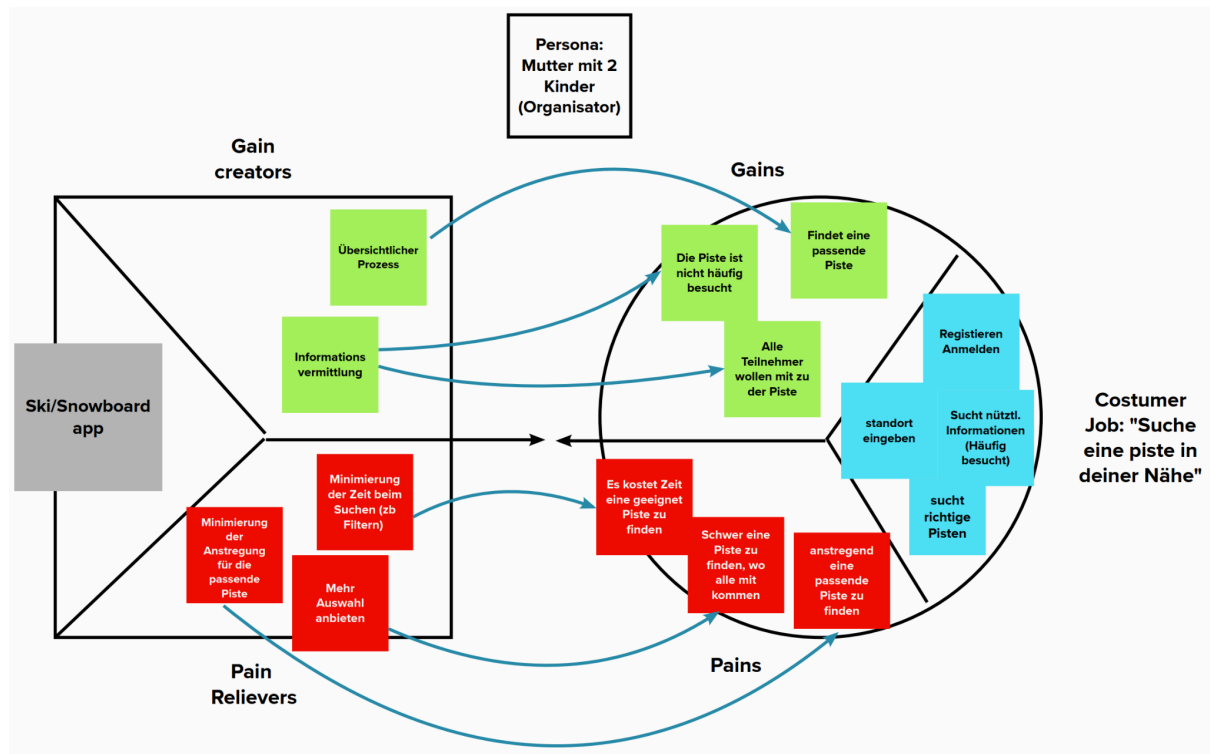 Persona:
Mutter mit 2
Kinder
(Organisator)
Gain
creators
Gains
Übersichtlicher
Prozess
Informations
vermittlung
Die Piste ist
nicht häufig
besucht
Findet eine
passende
Piste
Alle
Teilnehmer
wollen mit zu
der Piste
Registieren
Anmelden
standort
eingeben
Sucht nütztl.
Informationen
(Häufig
besucht)
sucht
richtige
Pisten
Costumer
Job: "Suche
eine piste in
deiner Nähe"
Ski/Snowboard
app
Minimierung
der Zeit beim
Suchen (zb
Filtern)
Minimierung
der
Anstregung
für die
passende
Piste
Mehr
Auswahl
anbieten
Es kostet Zeit
eine geeignet
Piste zu
finden
Schwer eine
Piste zu
finden, wo
alle mit
kommen
anstregend
eine
passende
Piste zu
finden
Pain
Relievers
Pains